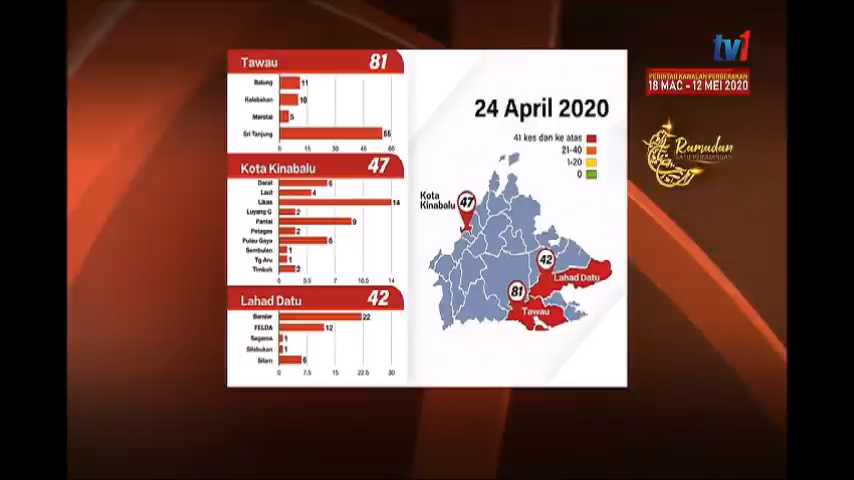 tv1
PERINTAH KAWALAN PERGERAKAN
18 MAC – 12 MEI 2020
Ramadan
Tawau 81
Balung 11
Kalabakan 10
Merotai 5
Sri Tanjung 55
0 15 30 45 60
Kota Kinabalu 47
Darat 6
Laut 4
Likas 14
Luyang C 2
Pantai 9
Petagas 2
Pulau Gaya 6
Sembulan 1
Tg Aru 1
Timbok 2
0 5.5 7 10.5 14
Lahad Datu 42
Bandar 22
FELDA 12
Segama 1
Silabukan 1
Silam 6
0 7.5 15 22.5 30
24 April 2020
41 kes dan ke atas
21-40
1-20
0
Kota
Kinabalu
47
42
Lahad Datu
81
Tawau